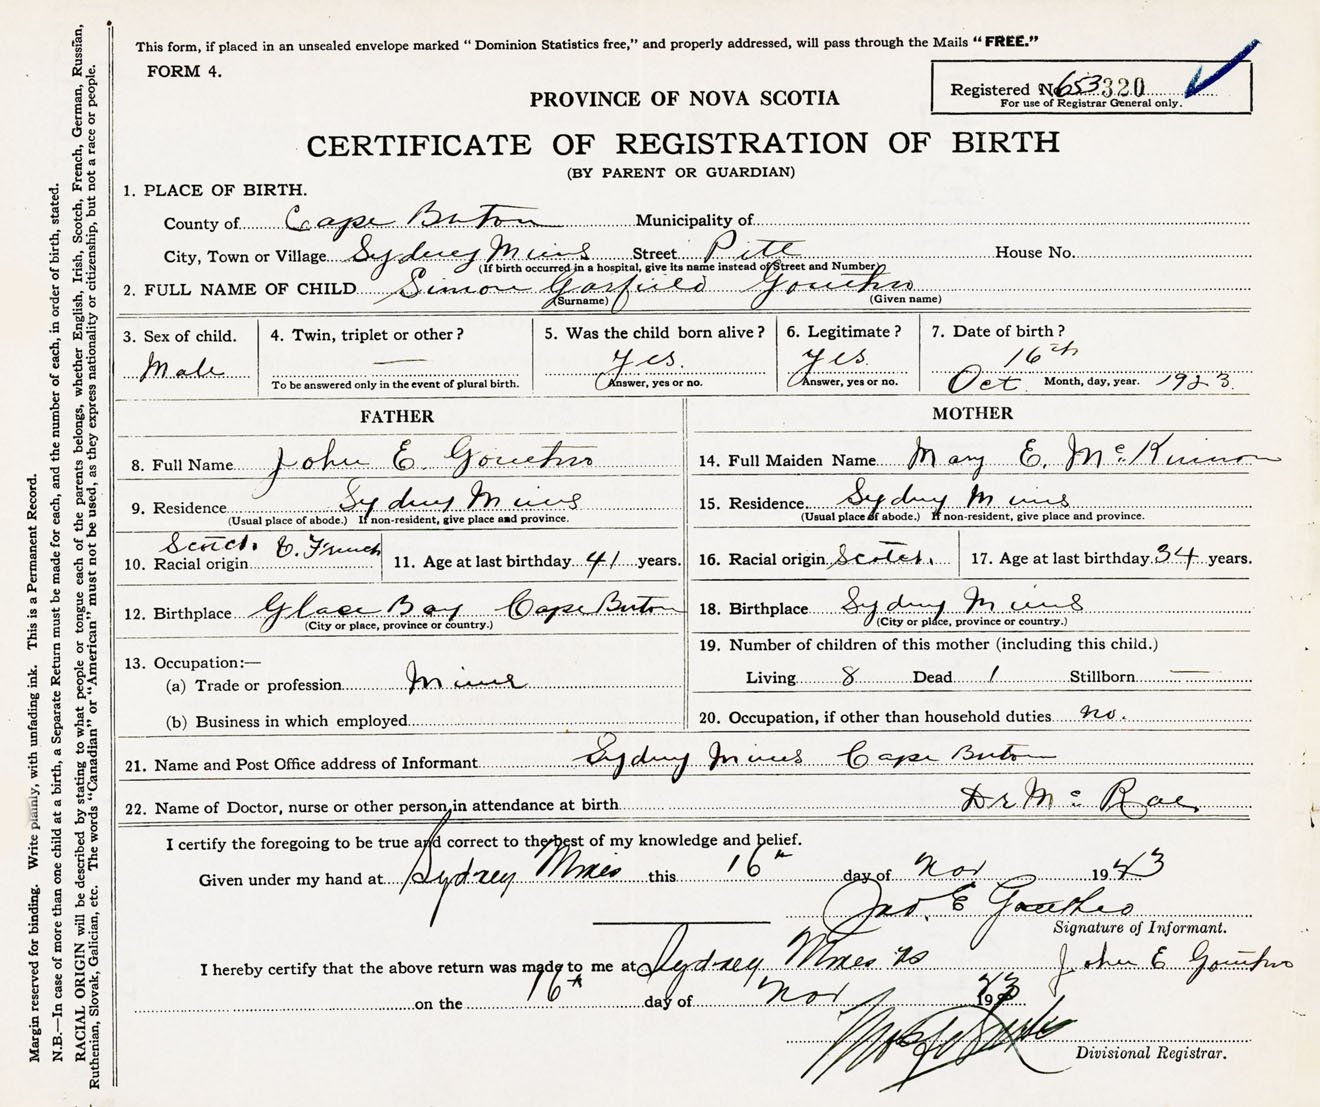 This form, if placed in an unsealed envelope marked “ Dominion Statistics free,” and properly addressed, will pass through the Mails “ FREE.”
FORM 4.
Registered No. 653320
For use of Registrar General only.
PROVINCE OF NOVA SCOTIA
CERTIFICATE OF REGISTRATION OF BIRTH
(BY PARENT OR GUARDIAN)
1. PLACE OF BIRTH.
County of Cape Breton Municipality of
City, Town or Village Sydney Mines Street Pitt House No.
(If birth occurred in a hospital, give its name instead of Street and Number)
2. FULL NAME OF CHILD Simon Garfield Gouthro
(Surname) (Given name)
3. Sex of child. Male
4. Twin, triplet or other ? —
To be answered only in the event of plural birth.
5. Was the child born alive ? Yes.
Answer, yes or no.
6. Legitimate ? Yes
Answer, yes or no.
7. Date of birth ? 16th
Oct Month, day, year. 1923.
FATHER
8. Full Name John E. Gouthro
9. Residence Sydney Mines
(Usual place of abode.) If non-resident, give place and province.
10. Racial origin Scotch. & French
11. Age at last birthday 41 years.
12. Birthplace Glace Bay Cape Breton
(City or place, province or country.)
13. Occupation:—
(a) Trade or profession Miner
(b) Business in which employed
MOTHER
14. Full Maiden Name Mary E. McKinnon
15. Residence Sydney Mines
(Usual place of abode.) If non-resident, give place and province.
16. Racial origin Scotch.
17. Age at last birthday 34 years.
18. Birthplace Sydney Mines
(City or place, province or country.)
19. Number of children of this mother (including this child.)
Living 8 Dead 1 Stillborn —
20. Occupation, if other than household duties no.
21. Name and Post Office address of Informant Sydney Mines Cape Breton
22. Name of Doctor, nurse or other person in attendance at birth Dr McRae
I certify the foregoing to be true and correct to the best of my knowledge and belief.
Given under my hand at Sydney Mines this 16th day of Nov 1923
Jno. E Gouthro
Signature of Informant.
I hereby certify that the above return was made to me at Sydney Mines NS John E Gouthro
on the 16th day of Nov 1923
Divisional Registrar.
Margin reserved for binding. Write plainly, with unfading ink. This is a Permanent Record.
N.B.—In case of more than one child at a birth, a Separate Return must be made for each, and the number of each, in order of birth, stated.
RACIAL ORIGIN will be described by stating to what people or tongue each of the parents belongs, whether English, Irish, Scotch, French, German, Russian,
Ruthenian, Slovak, Galician, etc. The words “Canadian” or “American” must not be used, as they express nationality or citizenship, but not a race or people.